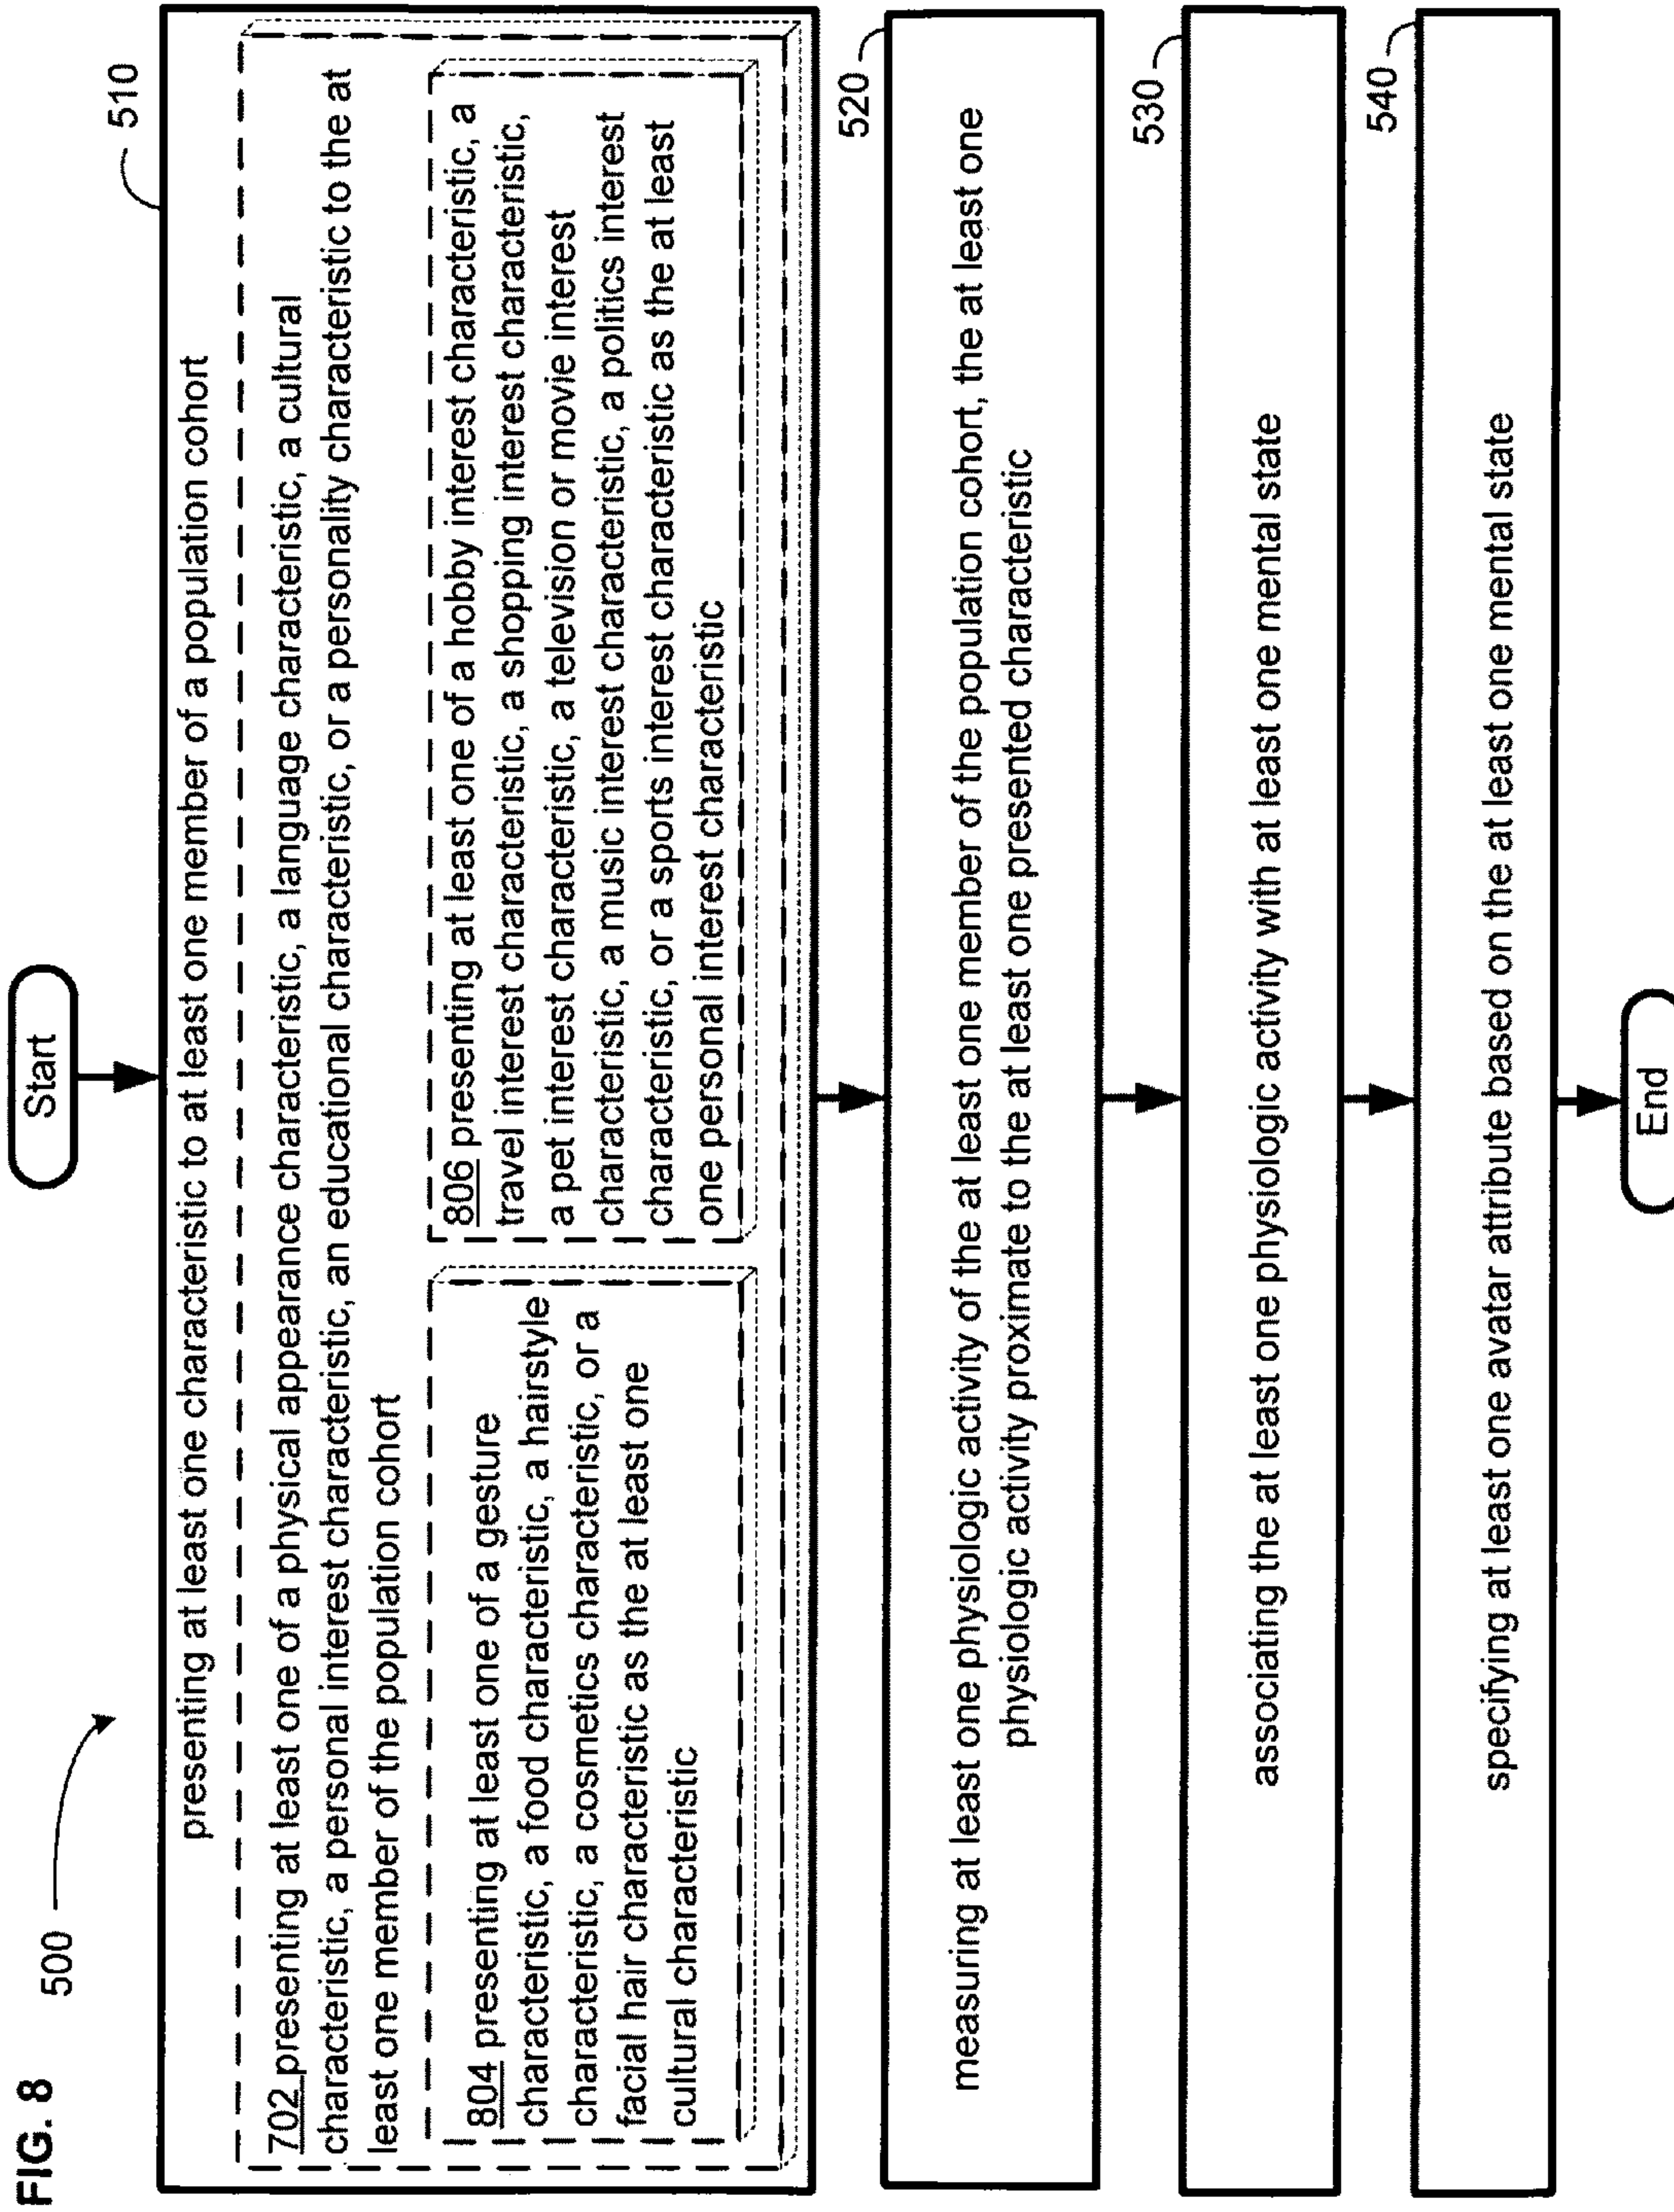 FIG. 8
500
Start
510
presenting at least one characteristic to at least one member of a population cohort
702 presenting at least one of a physical appearance characteristic, a language characteristic, a cultural
characteristic, a personal interest characteristic, an educational characteristic, or a personality characteristic to the at
least one member of the population cohort
804 presenting at least one of a gesture
characteristic, a food characteristic, a hairstyle
characteristic, a cosmetics characteristic, or a
facial hair characteristic as the at least one
cultural characteristic
806 presenting at least one of a hobby interest characteristic, a
travel interest characteristic, a shopping interest characteristic,
a pet interest characteristic, a television or movie interest
characteristic, a music interest characteristic, a politics interest
characteristic, or a sports interest characteristic as the at least
one personal interest characteristic
520
measuring at least one physiologic activity of the at least one member of the population cohort, the at least one
physiologic activity proximate to the at least one presented characteristic
530
associating the at least one physiologic activity with at least one mental state
540
specifying at least one avatar attribute based on the at least one mental state
End